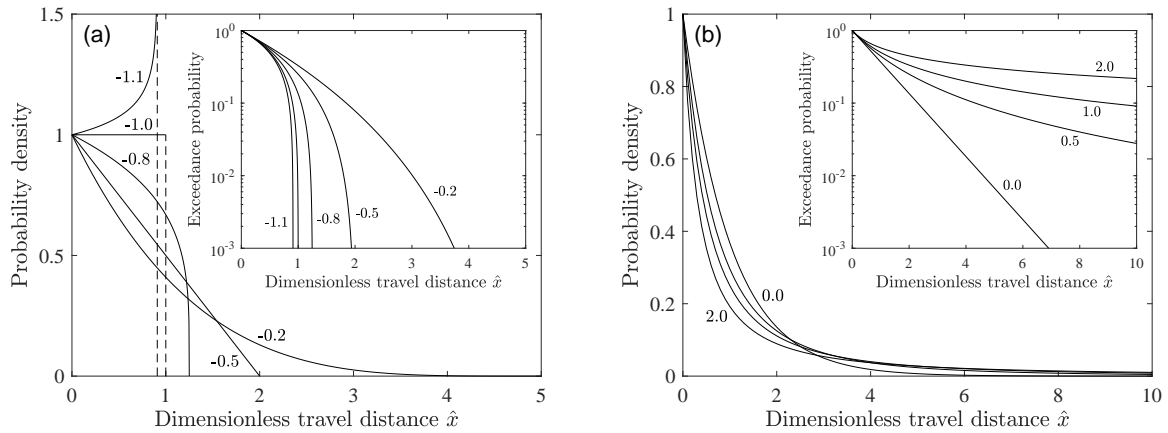 (a)
Probability density
1.5
1
0.5
0
0 1 2 3 4 5
Dimensionless travel distance x̂
-1.1
-1.0
-0.8
-0.2
-0.5
Exceedance probability
10^0
10^-1
10^-2
10^-3
0 1 2 3 4 5
Dimensionless travel distance x̂
-1.1
-0.8
-0.5
-0.2
(b)
Probability density
1
0.8
0.6
0.4
0.2
0
0 2 4 6 8 10
Dimensionless travel distance x̂
0.0
2.0
Exceedance probability
10^0
10^-1
10^-2
10^-3
0 2 4 6 8 10
Dimensionless travel distance x̂
2.0
1.0
0.5
0.0